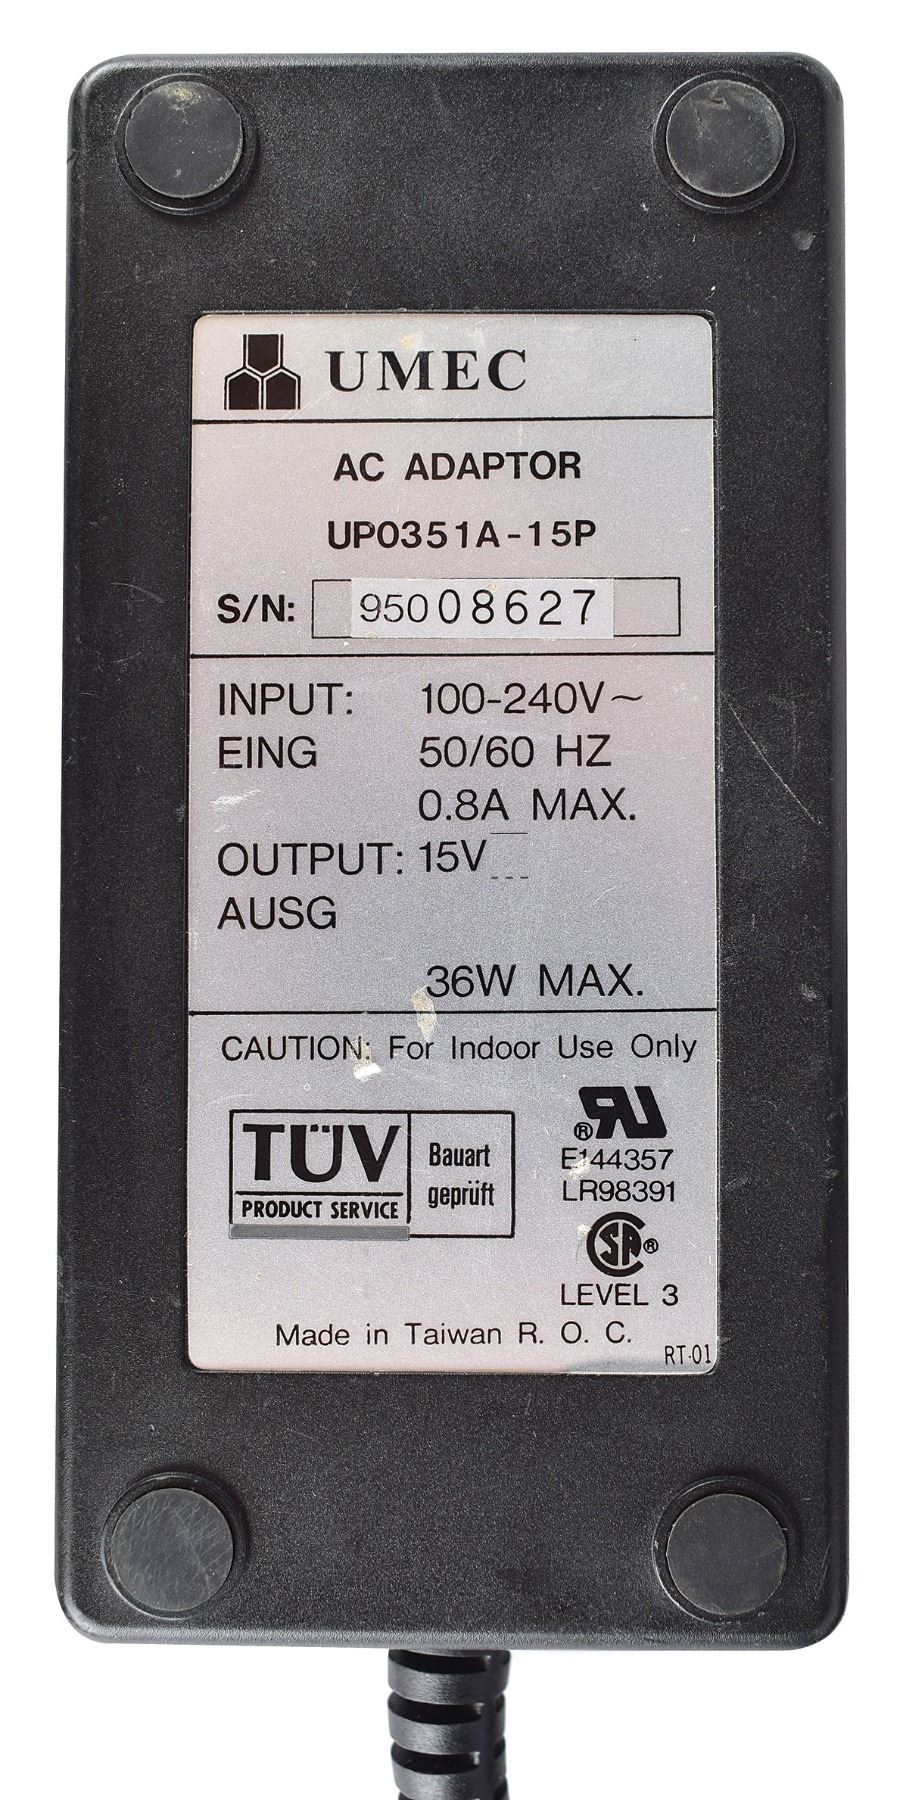 UMEC
AC ADAPTOR
UP0351A-15P
S/N: 95008627
INPUT: 100-240V~
EING 50/60 HZ
0.8A MAX.
OUTPUT: 15V
AUSG
36W MAX.
CAUTION: For Indoor Use Only
TÜV
PRODUCT SERVICE
Bauart
geprüft
RU®
E144357
LR98391
SA®
LEVEL 3
Made in Taiwan R. O. C.
RT-01